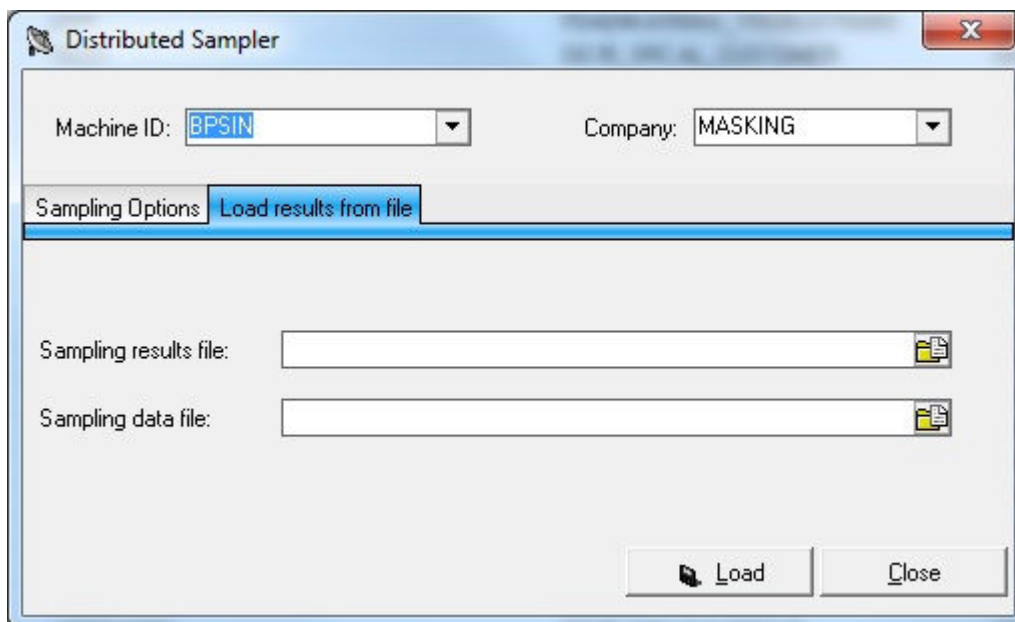 Distributed Sampler
Machine ID: BPSIN Company: MASKING
Sampling Options Load results from file
Sampling results file:
Sampling data file:
Load Close